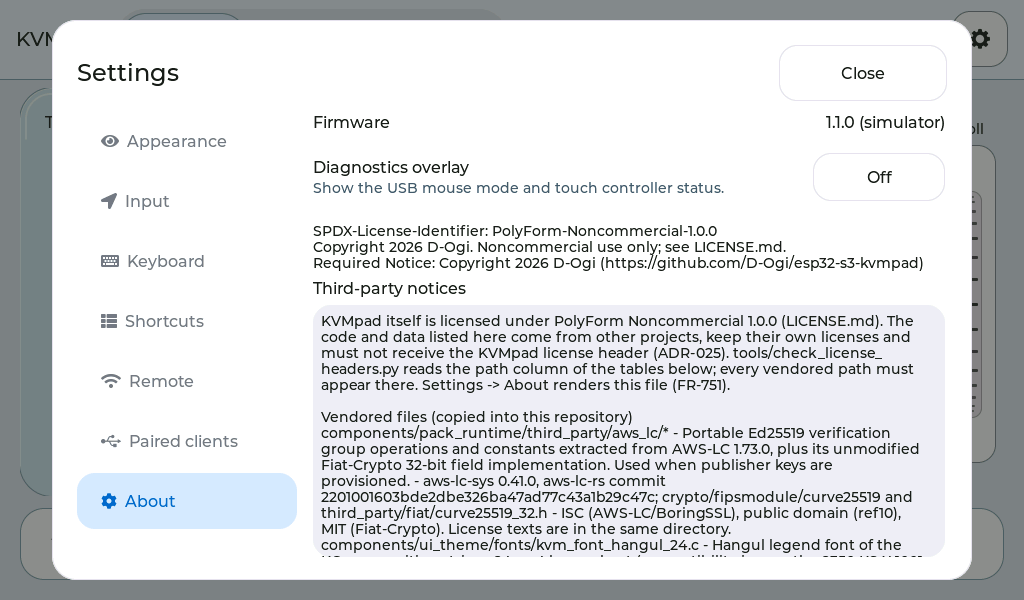 Settings
Close
Appearance
Input
Keyboard
Shortcuts
Remote
Paired clients
About
Firmware
1.1.0 (simulator)
Diagnostics overlay
Show the USB mouse mode and touch controller status.
Off
SPDX-License-Identifier: PolyForm-Noncommercial-1.0.0
Copyright 2026 D-Ogi. Noncommercial use only; see LICENSE.md.
Required Notice: Copyright 2026 D-Ogi (https://github.com/D-Ogi/esp32-s3-kvmpad)
Third-party notices
KVMpad itself is licensed under PolyForm Noncommercial 1.0.0 (LICENSE.md). The
code and data listed here come from other projects, keep their own licenses and
must not receive the KVMpad license header (ADR-025). tools/check_license_
headers.py reads the path column of the tables below; every vendored path must
appear there. Settings -> About renders this file (FR-751).
Vendored files (copied into this repository)
components/pack_runtime/third_party/aws_lc/* - Portable Ed25519 verification
group operations and constants extracted from AWS-LC 1.73.0, plus its unmodified
Fiat-Crypto 32-bit field implementation. Used when publisher keys are
provisioned. - aws-lc-sys 0.41.0, aws-lc-rs commit
2201001603bde2dbe326ba47ad77c43a1b29c47c; crypto/fipsmodule/curve25519 and
third_party/fiat/curve25519_32.h - ISC (AWS-LC/BoringSSL), public domain (ref10),
MIT (Fiat-Crypto). License texts are in the same directory.
components/ui_theme/fonts/kvm_font_hangul_24.c - Hangul legend font of the